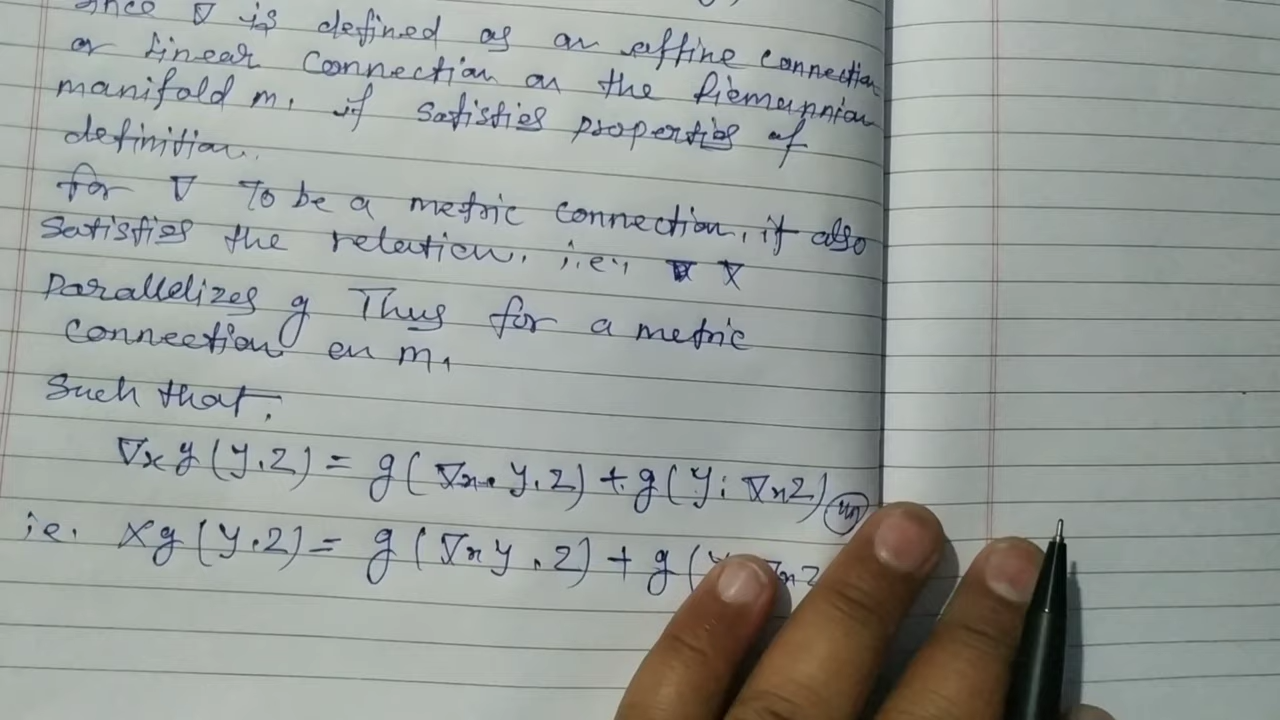 since ∇ is defined as an affine connection
or linear connection on the Riemannian
manifold m, it satisfies properties of
definition.
for ∇ To be a metric connection, it also
satisfies the relation, i.e., ∇
Parallelizes g Thus for a metric
connection on m,
Such that,
∇x g(y,z) = g(∇x y,z) + g(y, ∇x z)
i.e. xg(y,z) = g(∇x y, z) + g(